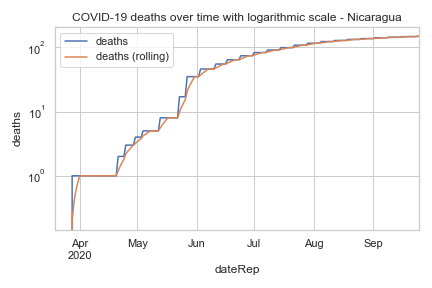 COVID-19 deaths over time with logarithmic scale - Nicaragua
deaths
deaths (rolling)
10²
10¹
10⁰
deaths
Apr
2020
May
Jun
Jul
Aug
Sep
dateRep